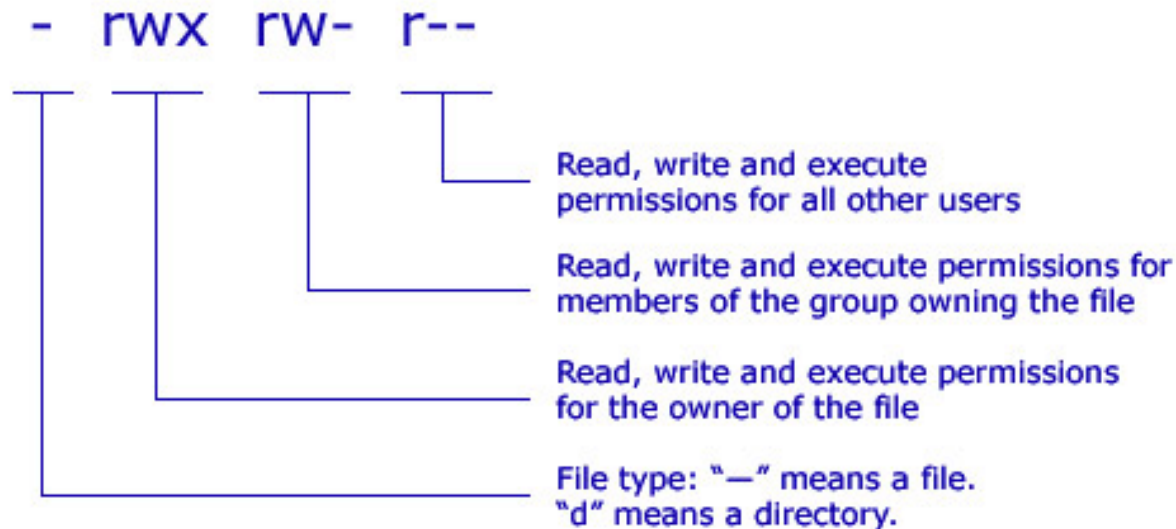 - rwx rw- r--
Read, write and execute
permissions for all other users
Read, write and execute permissions for
members of the group owning the file
Read, write and execute permissions
for the owner of the file
File type: “—” means a file.
“d” means a directory.